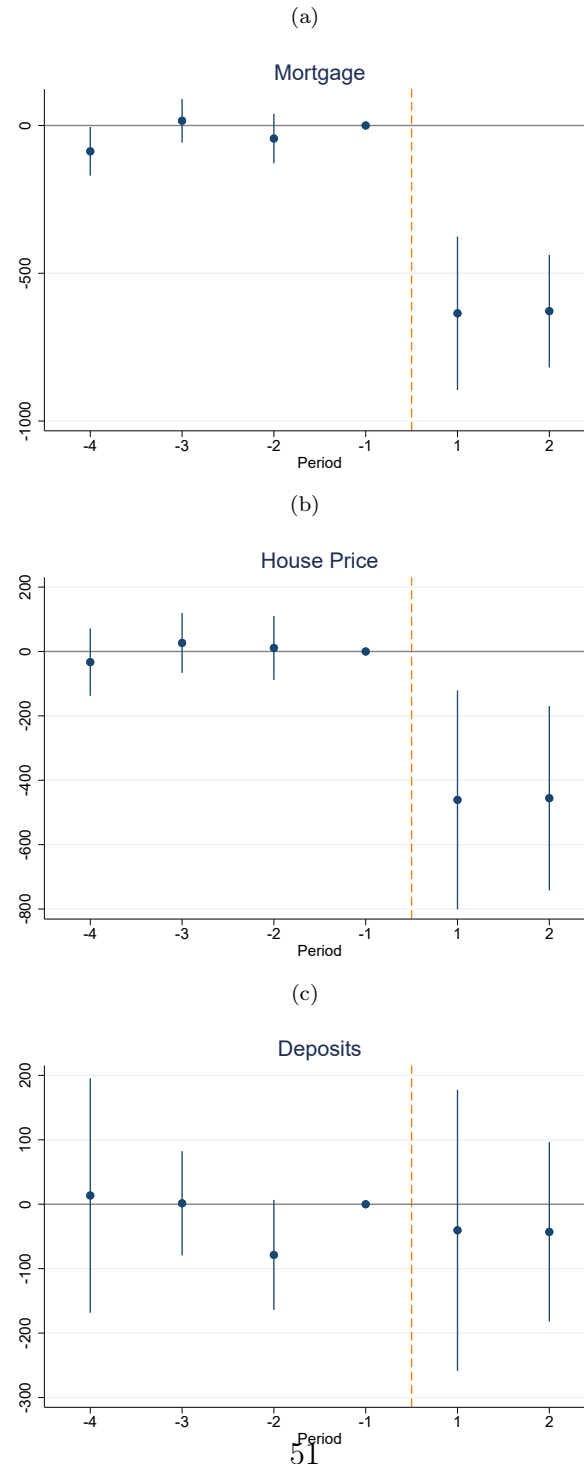 (a)
Mortgage
0
-500
-1000
-4 -3 -2 -1 1 2
Period
(b)
House Price
200
0
-200
-400
-600
-800
-4 -3 -2 -1 1 2
Period
(c)
Deposits
200
100
0
-100
-200
-300
-4 -3 -2 -1 1 2
Period
51